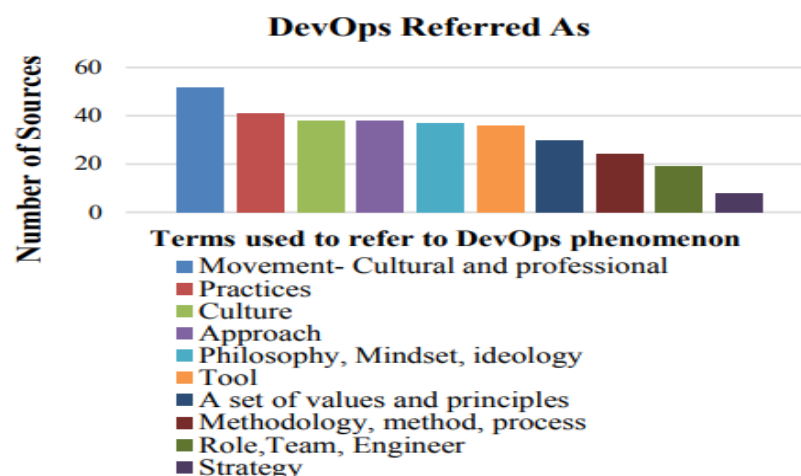 DevOps Referred As
Number of Sources
60
40
20
0
Terms used to refer to DevOps phenomenon
Movement- Cultural and professional
Practices
Culture
Approach
Philosophy, Mindset, ideology
Tool
A set of values and principles
Methodology, method, process
Role,Team, Engineer
Strategy